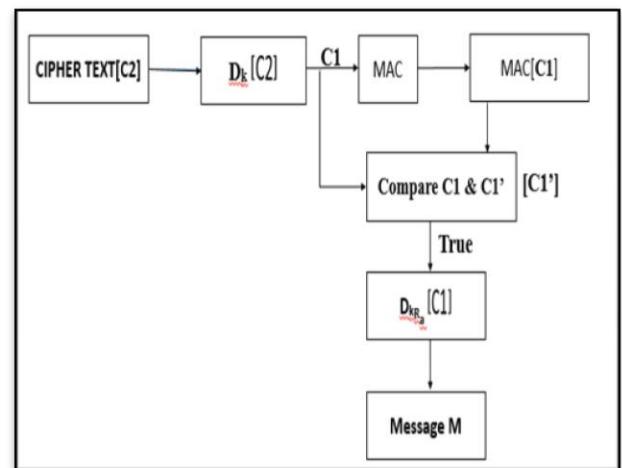 CIPHER TEXT[C2]
Dk [C2]
C1
MAC
MAC[C1]
Compare C1 & C1’
[C1’]
True
DkRa [C1]
Message M